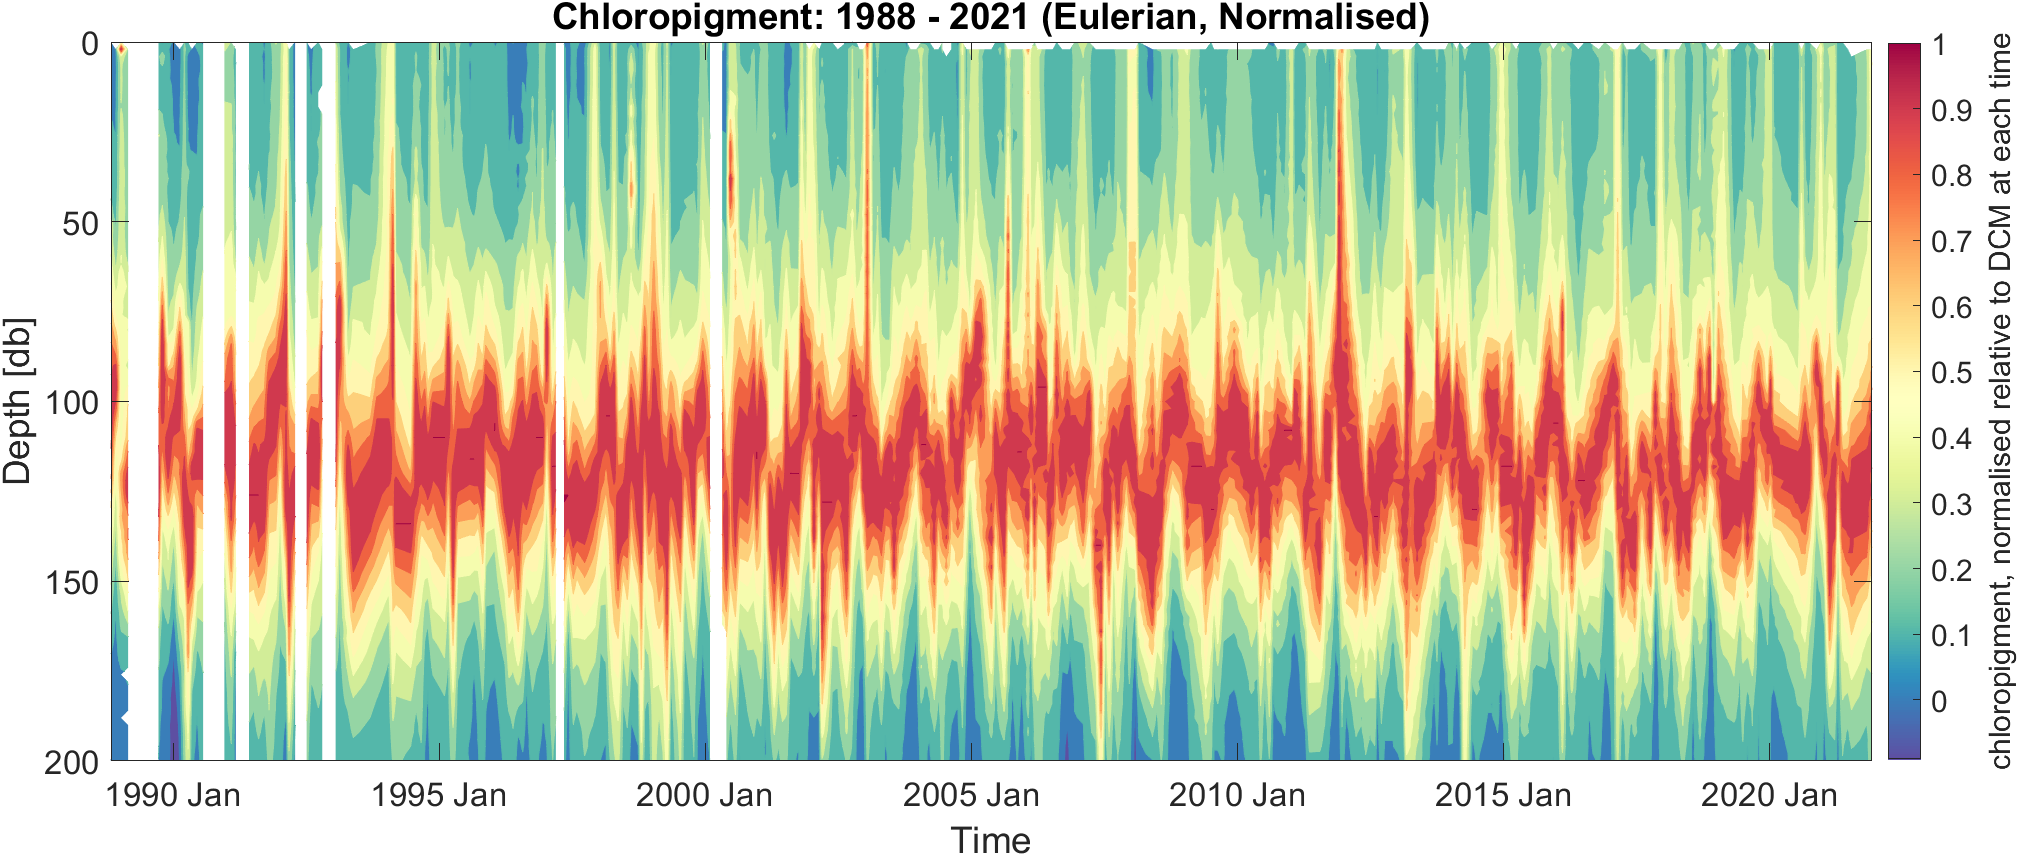 Chloropigment: 1988 - 2021 (Eulerian, Normalised)
0
50
100
150
200
Depth [db]
1990 Jan
1995 Jan
2000 Jan
2005 Jan
2010 Jan
2015 Jan
2020 Jan
Time
1
0.9
0.8
0.7
0.6
0.5
0.4
0.3
0.2
0.1
0
chloropigment, normalised relative to DCM at each time